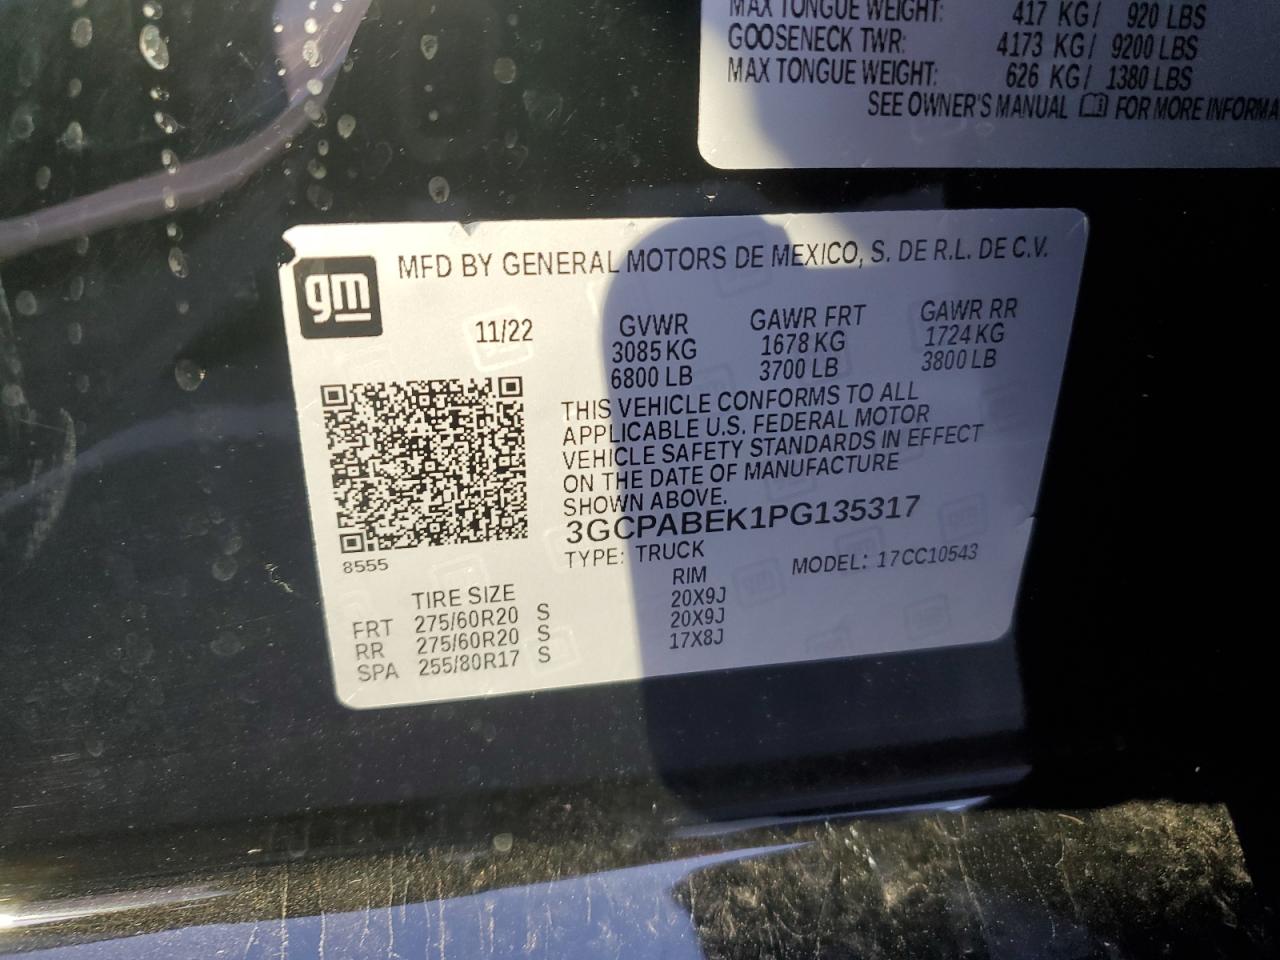 MAX TONGUE WEIGHT: 417 KG/ 920 LBS
GOOSENECK TWR: 4173 KG/ 9200 LBS
MAX TONGUE WEIGHT: 626 KG/ 1380 LBS
SEE OWNER'S MANUAL FOR MORE
gm
MFD BY GENERAL MOTORS DE MEXICO, S. DE R.L. DE C.V.
11/22 GVWR GAWR FRT GAWR RR
3085 KG 1678 KG 1724 KG
6800 LB 3700 LB 3800 LB
THIS VEHICLE CONFORMS TO ALL
APPLICABLE U.S. FEDERAL MOTOR
VEHICLE SAFETY STANDARDS IN EFFECT
ON THE DATE OF MANUFACTURE
SHOWN ABOVE.
3GCPABEK1PG135317
8555
TYPE: TRUCK MODEL: 17CC10543
TIRE SIZE RIM
FRT 275/60R20 S 20X9J
RR 275/60R20 S 20X9J
SPA 255/80R17 S 17X8J